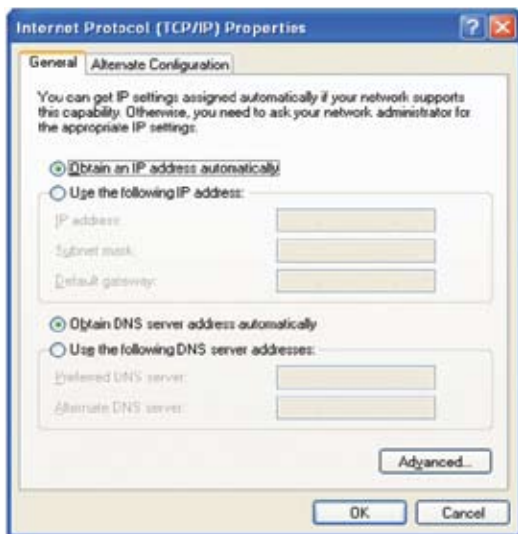 Internet Protocol (TCP/IP) Properties
General
Alternate Configuration
You can get IP settings assigned automatically if your network supports
this capability. Otherwise, you need to ask your network administrator for
the appropriate IP settings.
Obtain an IP address automatically
Use the following IP address:
IP address:
Subnet mask:
Default gateway:
Obtain DNS server address automatically
Use the following DNS server addresses:
Preferred DNS server:
Alternate DNS server:
Advanced...
OK
Cancel